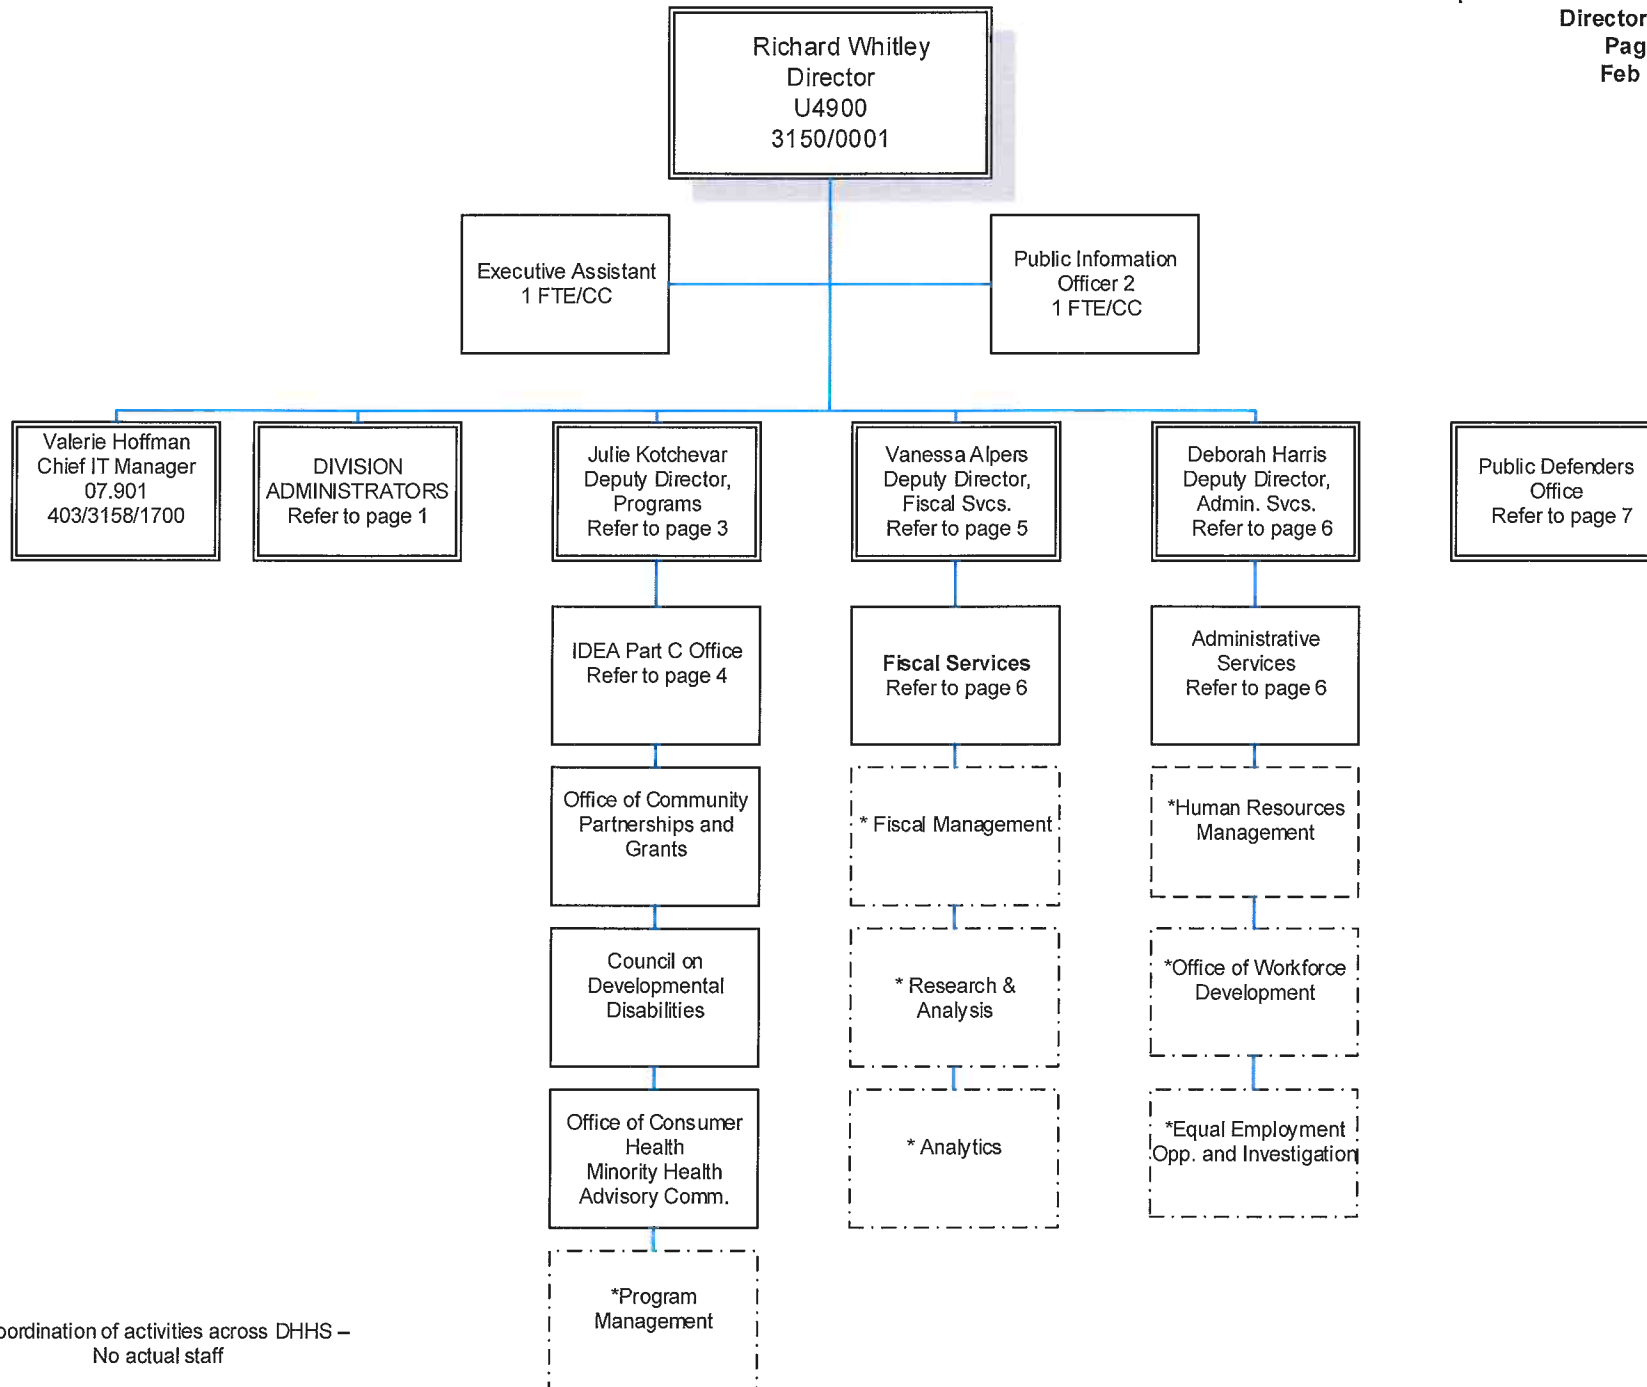 Director
Pag
Feb
Richard Whitley
Director
U4900
3150/0001
Executive Assistant
1 FTE/CC
Public Information
Officer 2
1 FTE/CC
Valerie Hoffman
Chief IT Manager
07.901
403/3158/1700
DIVISION
ADMINISTRATORS
Refer to page 1
Julie Kotchevar
Deputy Director,
Programs
Refer to page 3
Vanessa Alpers
Deputy Director,
Fiscal Svcs.
Refer to page 5
Deborah Harris
Deputy Director,
Admin. Svcs.
Refer to page 6
Public Defenders
Office
Refer to page 7
IDEA Part C Office
Refer to page 4
Fiscal Services
Refer to page 6
Administrative
Services
Refer to page 6
Office of Community
Partnerships and
Grants
* Fiscal Management
*Human Resources
Management
Council on
Developmental
Disabilities
* Research &
Analysis
*Office of Workforce
Development
Office of Consumer
Health
Minority Health
Advisory Comm.
* Analytics
*Equal Employment
Opp. and Investigation
*Program
Management
oordination of activities across DHHS –
No actual staff